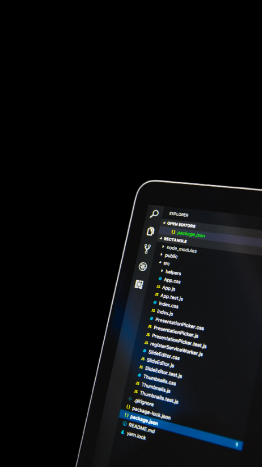 EXPLORER
OPEN EDITORS
{} package.json
RECTANGLE
node_modules
public
src
helpers
App.css
App.js
App.test.js
index.css
index.js
PresentationPicker.css
PresentationPicker.js
PresentationPicker.test.js
registerServiceWorker.js
SlideEditor.css
SlideEditor.js
SlideEditor.test.js
Thumbnails.css
Thumbnails.js
Thumbnails.test.js
.gitignore
{} package-lock.json
{} package.json
README.md
yarn.lock